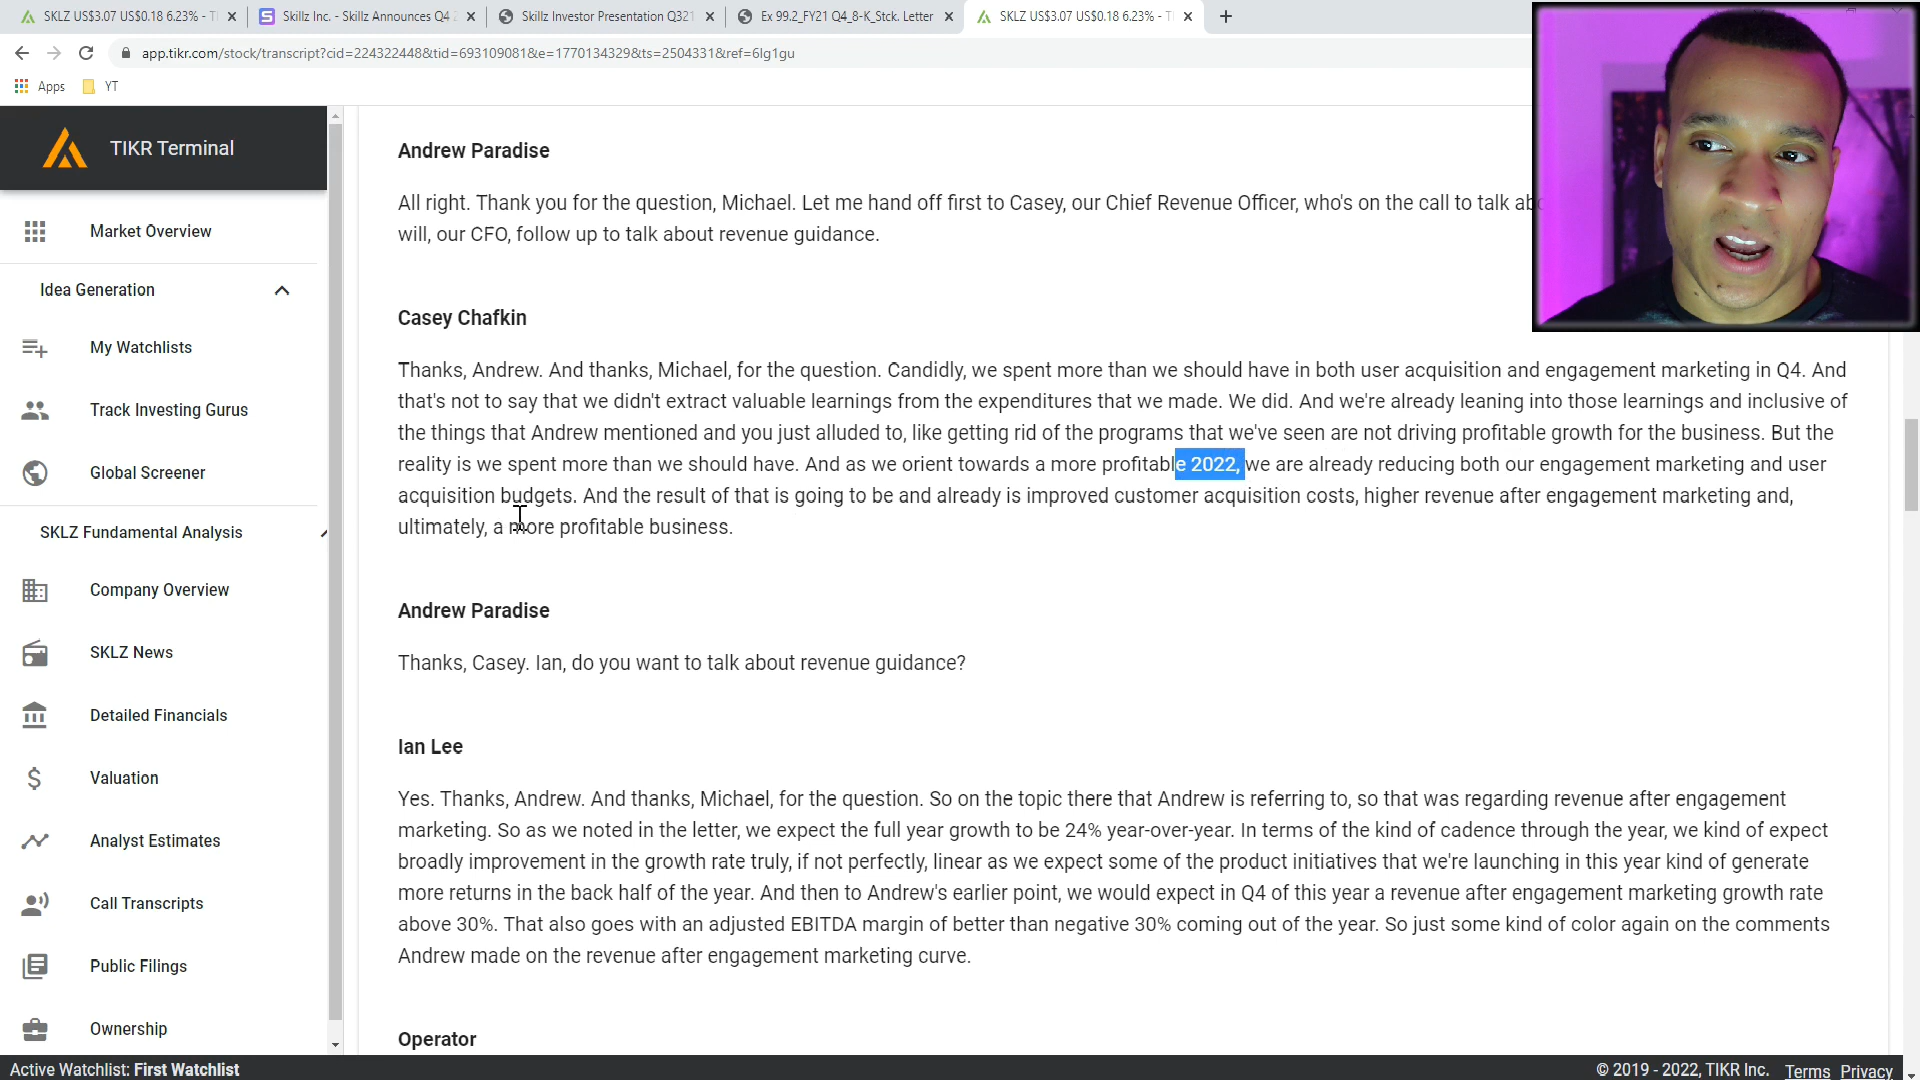 SKLZ US$3.07 US$0.18 6.23% - T
Skillz Inc. - Skillz Announces Q4 2
Skillz Investor Presentation Q321
Ex 99.2_FY21 Q4_8-K_Stck. Letter
SKLZ US$3.07 US$0.18 6.23% - T
app.tikr.com/stock/transcript?cid=224322448&tid=693109081&e=1770134329&ts=2504331&ref=6lg1gu
Apps
YT
TIKR Terminal
Market Overview
Idea Generation
My Watchlists
Track Investing Gurus
Global Screener
SKLZ Fundamental Analysis
Company Overview
SKLZ News
Detailed Financials
Valuation
Analyst Estimates
Call Transcripts
Public Filings
Ownership
Andrew Paradise
All right. Thank you for the question, Michael. Let me hand off first to Casey, our Chief Revenue Officer, who's on the call to talk abo
will, our CFO, follow up to talk about revenue guidance.
Casey Chafkin
Thanks, Andrew. And thanks, Michael, for the question. Candidly, we spent more than we should have in both user acquisition and engagement marketing in Q4. And
that's not to say that we didn't extract valuable learnings from the expenditures that we made. We did. And we're already leaning into those learnings and inclusive of
the things that Andrew mentioned and you just alluded to, like getting rid of the programs that we've seen are not driving profitable growth for the business. But the
reality is we spent more than we should have. And as we orient towards a more profitable 2022, we are already reducing both our engagement marketing and user
acquisition budgets. And the result of that is going to be and already is improved customer acquisition costs, higher revenue after engagement marketing and,
ultimately, a more profitable business.
Andrew Paradise
Thanks, Casey. Ian, do you want to talk about revenue guidance?
Ian Lee
Yes. Thanks, Andrew. And thanks, Michael, for the question. So on the topic there that Andrew is referring to, so that was regarding revenue after engagement
marketing. So as we noted in the letter, we expect the full year growth to be 24% year-over-year. In terms of the kind of cadence through the year, we kind of expect
broadly improvement in the growth rate truly, if not perfectly, linear as we expect some of the product initiatives that we're launching in this year kind of generate
more returns in the back half of the year. And then to Andrew's earlier point, we would expect in Q4 of this year a revenue after engagement marketing growth rate
above 30%. That also goes with an adjusted EBITDA margin of better than negative 30% coming out of the year. So just some kind of color again on the comments
Andrew made on the revenue after engagement marketing curve.
Operator
Active Watchlist: First Watchlist
© 2019 - 2022, TIKR Inc. Terms Privacy